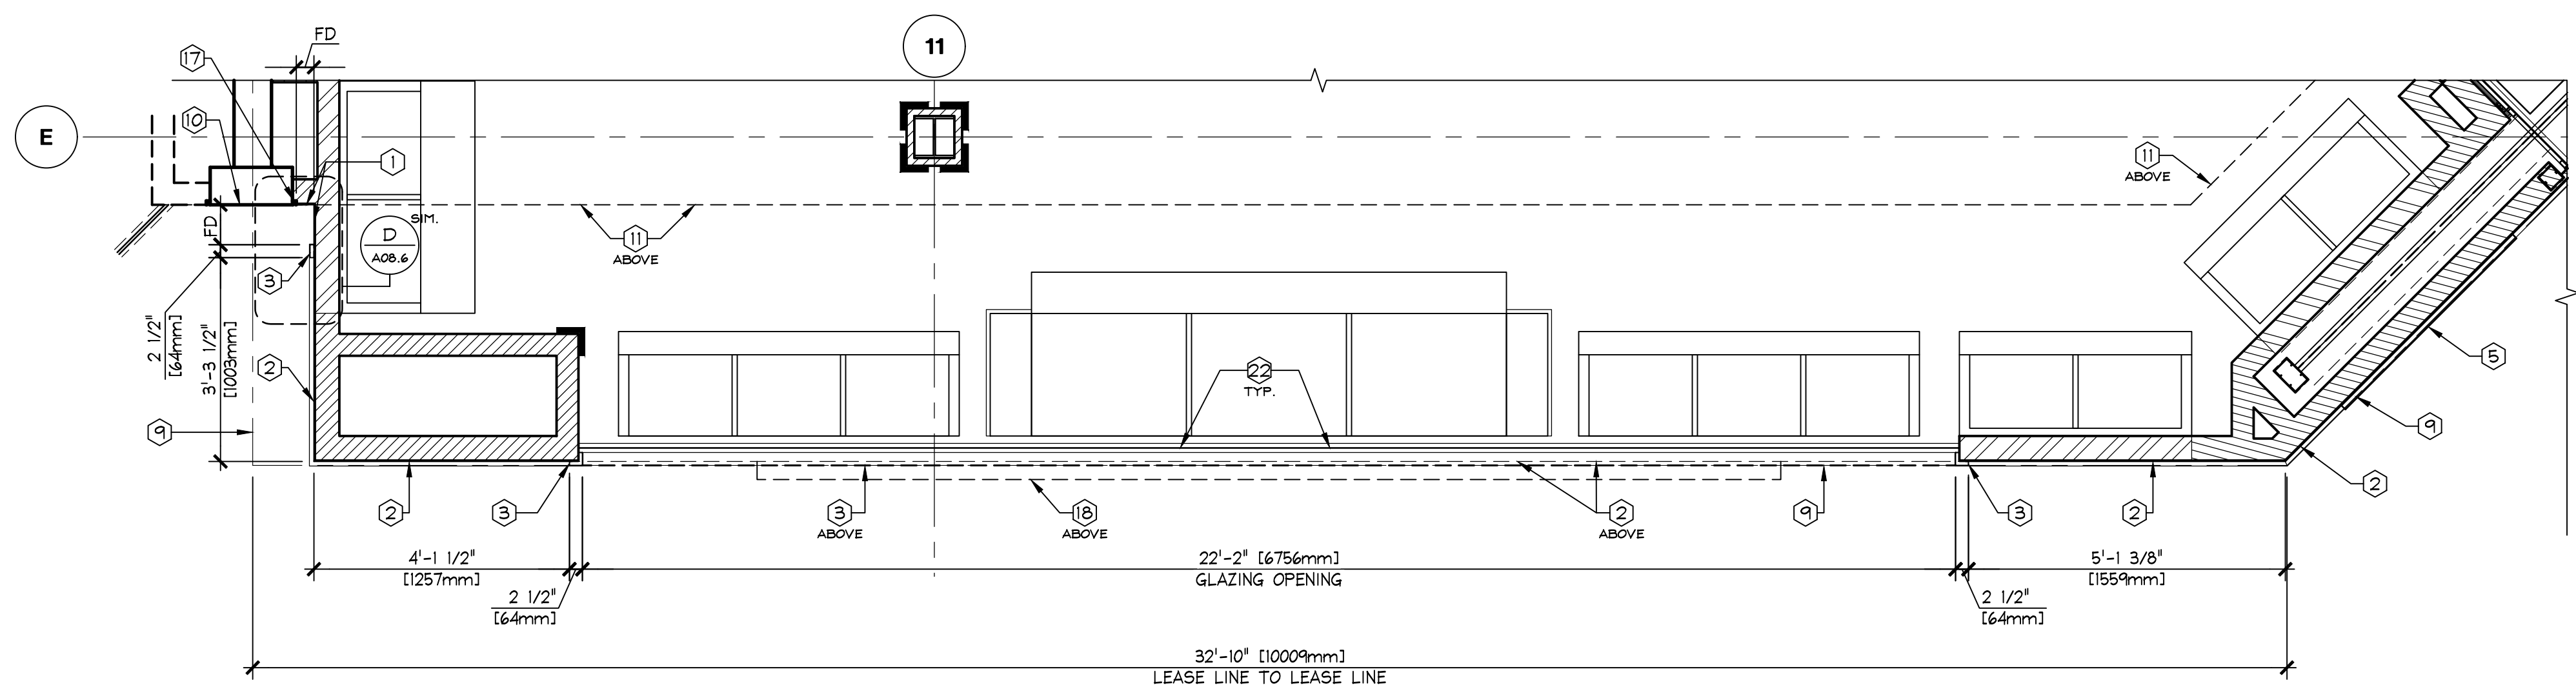 FD
17
11
10
E
1
11
ABOVE
SIM.
D
A08.6
FD
11
ABOVE
3
2 1/2"
[64mm]
3'-3 1/2"
[1003mm]
2
5
22
TYP.
9
9
2
2
3
3
ABOVE
18
ABOVE
2
ABOVE
9
3
2
4'-1 1/2"
[1257mm]
22'-2" [6756mm]
GLAZING OPENING
5'-1 3/8"
[1559mm]
2 1/2"
[64mm]
2 1/2"
[64mm]
32'-10" [10009mm]
LEASE LINE TO LEASE LINE